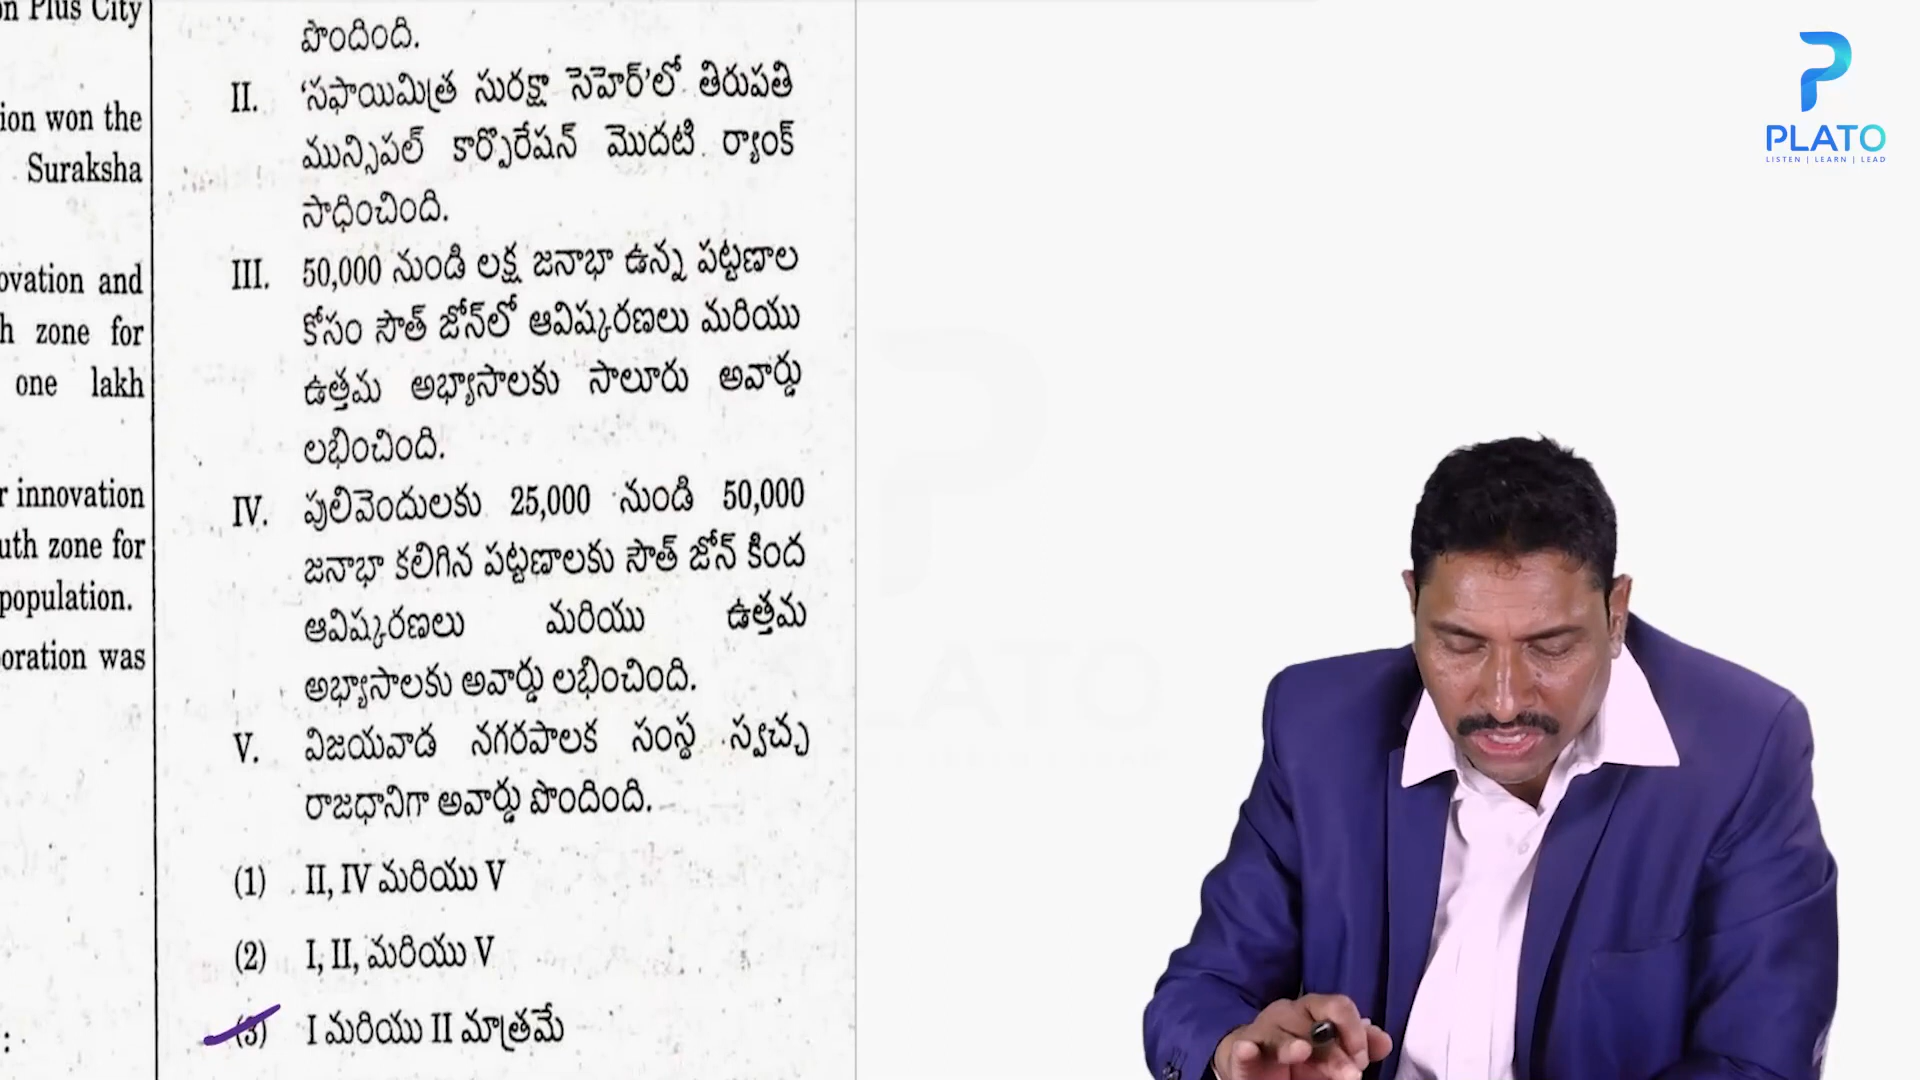 on Plus City
ion won the
Suraksha
ovation and
h zone for
one lakh
r innovation
uth zone for
population.
oration was
:
పొందింది.
II. 'సఫాయిమిత్ర సురక్షా సెహెర్'లో తిరుపతి
మున్సిపల్ కార్పొరేషన్ మొదటి ర్యాంక్
సాధించింది.
III. 50,000 నుండి లక్ష జనాభా ఉన్న పట్టణాల
కోసం సౌత్ జోన్‌లో ఆవిష్కరణలు మరియు
ఉత్తమ అభ్యాసాలకు సాలూరు అవార్డు
లభించింది.
IV. పులివెందులకు 25,000 నుండి 50,000
జనాభా కలిగిన పట్టణాలకు సౌత్ జోన్ కింద
ఆవిష్కరణలు మరియు ఉత్తమ
అభ్యాసాలకు అవార్డు లభించింది.
V. విజయవాడ నగరపాలక సంస్థ స్వచ్ఛ
రాజధానిగా అవార్డు పొందింది.
(1) II, IV మరియు V
(2) I, II, మరియు V
(3) I మరియు II మాత్రమే
PLATO
LISTEN | LEARN | LEAD
PLATO